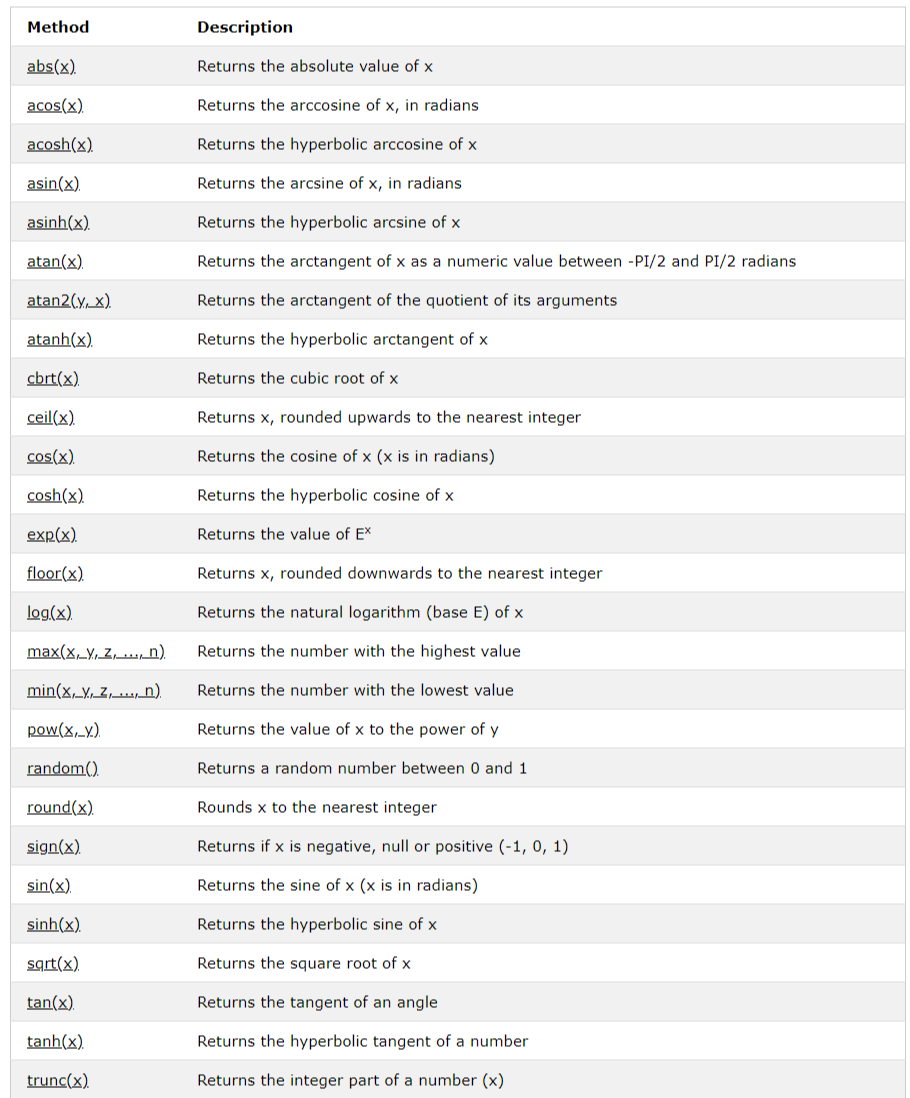 Method Description
abs(x) Returns the absolute value of x
acos(x) Returns the arccosine of x, in radians
acosh(x) Returns the hyperbolic arccosine of x
asin(x) Returns the arcsine of x, in radians
asinh(x) Returns the hyperbolic arcsine of x
atan(x) Returns the arctangent of x as a numeric value between -PI/2 and PI/2 radians
atan2(y, x) Returns the arctangent of the quotient of its arguments
atanh(x) Returns the hyperbolic arctangent of x
cbrt(x) Returns the cubic root of x
ceil(x) Returns x, rounded upwards to the nearest integer
cos(x) Returns the cosine of x (x is in radians)
cosh(x) Returns the hyperbolic cosine of x
exp(x) Returns the value of Eˣ
floor(x) Returns x, rounded downwards to the nearest integer
log(x) Returns the natural logarithm (base E) of x
max(x, y, z, ..., n) Returns the number with the highest value
min(x, y, z, ..., n) Returns the number with the lowest value
pow(x, y) Returns the value of x to the power of y
random() Returns a random number between 0 and 1
round(x) Rounds x to the nearest integer
sign(x) Returns if x is negative, null or positive (-1, 0, 1)
sin(x) Returns the sine of x (x is in radians)
sinh(x) Returns the hyperbolic sine of x
sqrt(x) Returns the square root of x
tan(x) Returns the tangent of an angle
tanh(x) Returns the hyperbolic tangent of a number
trunc(x) Returns the integer part of a number (x)